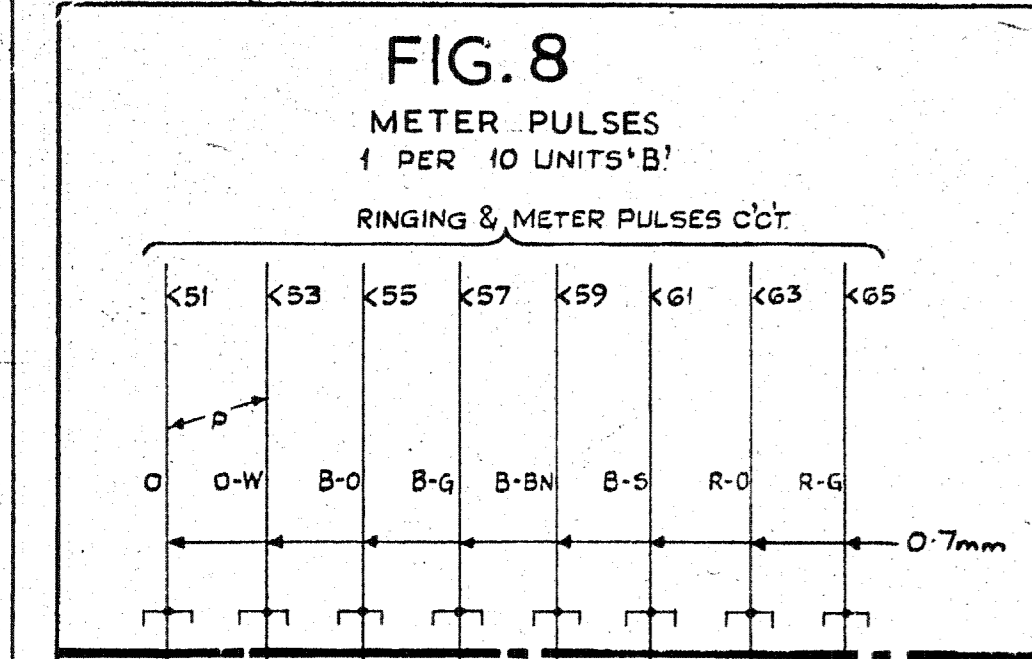 FIG. 8
METER PULSES
1 PER 10 UNITS 'B'
RINGING & METER PULSES C'C'T.
<51 <53 <55 <57 <59 <61 <63 <65
P
O O-W B-O B-G B-BN B-S R-O R-G
0.7mm